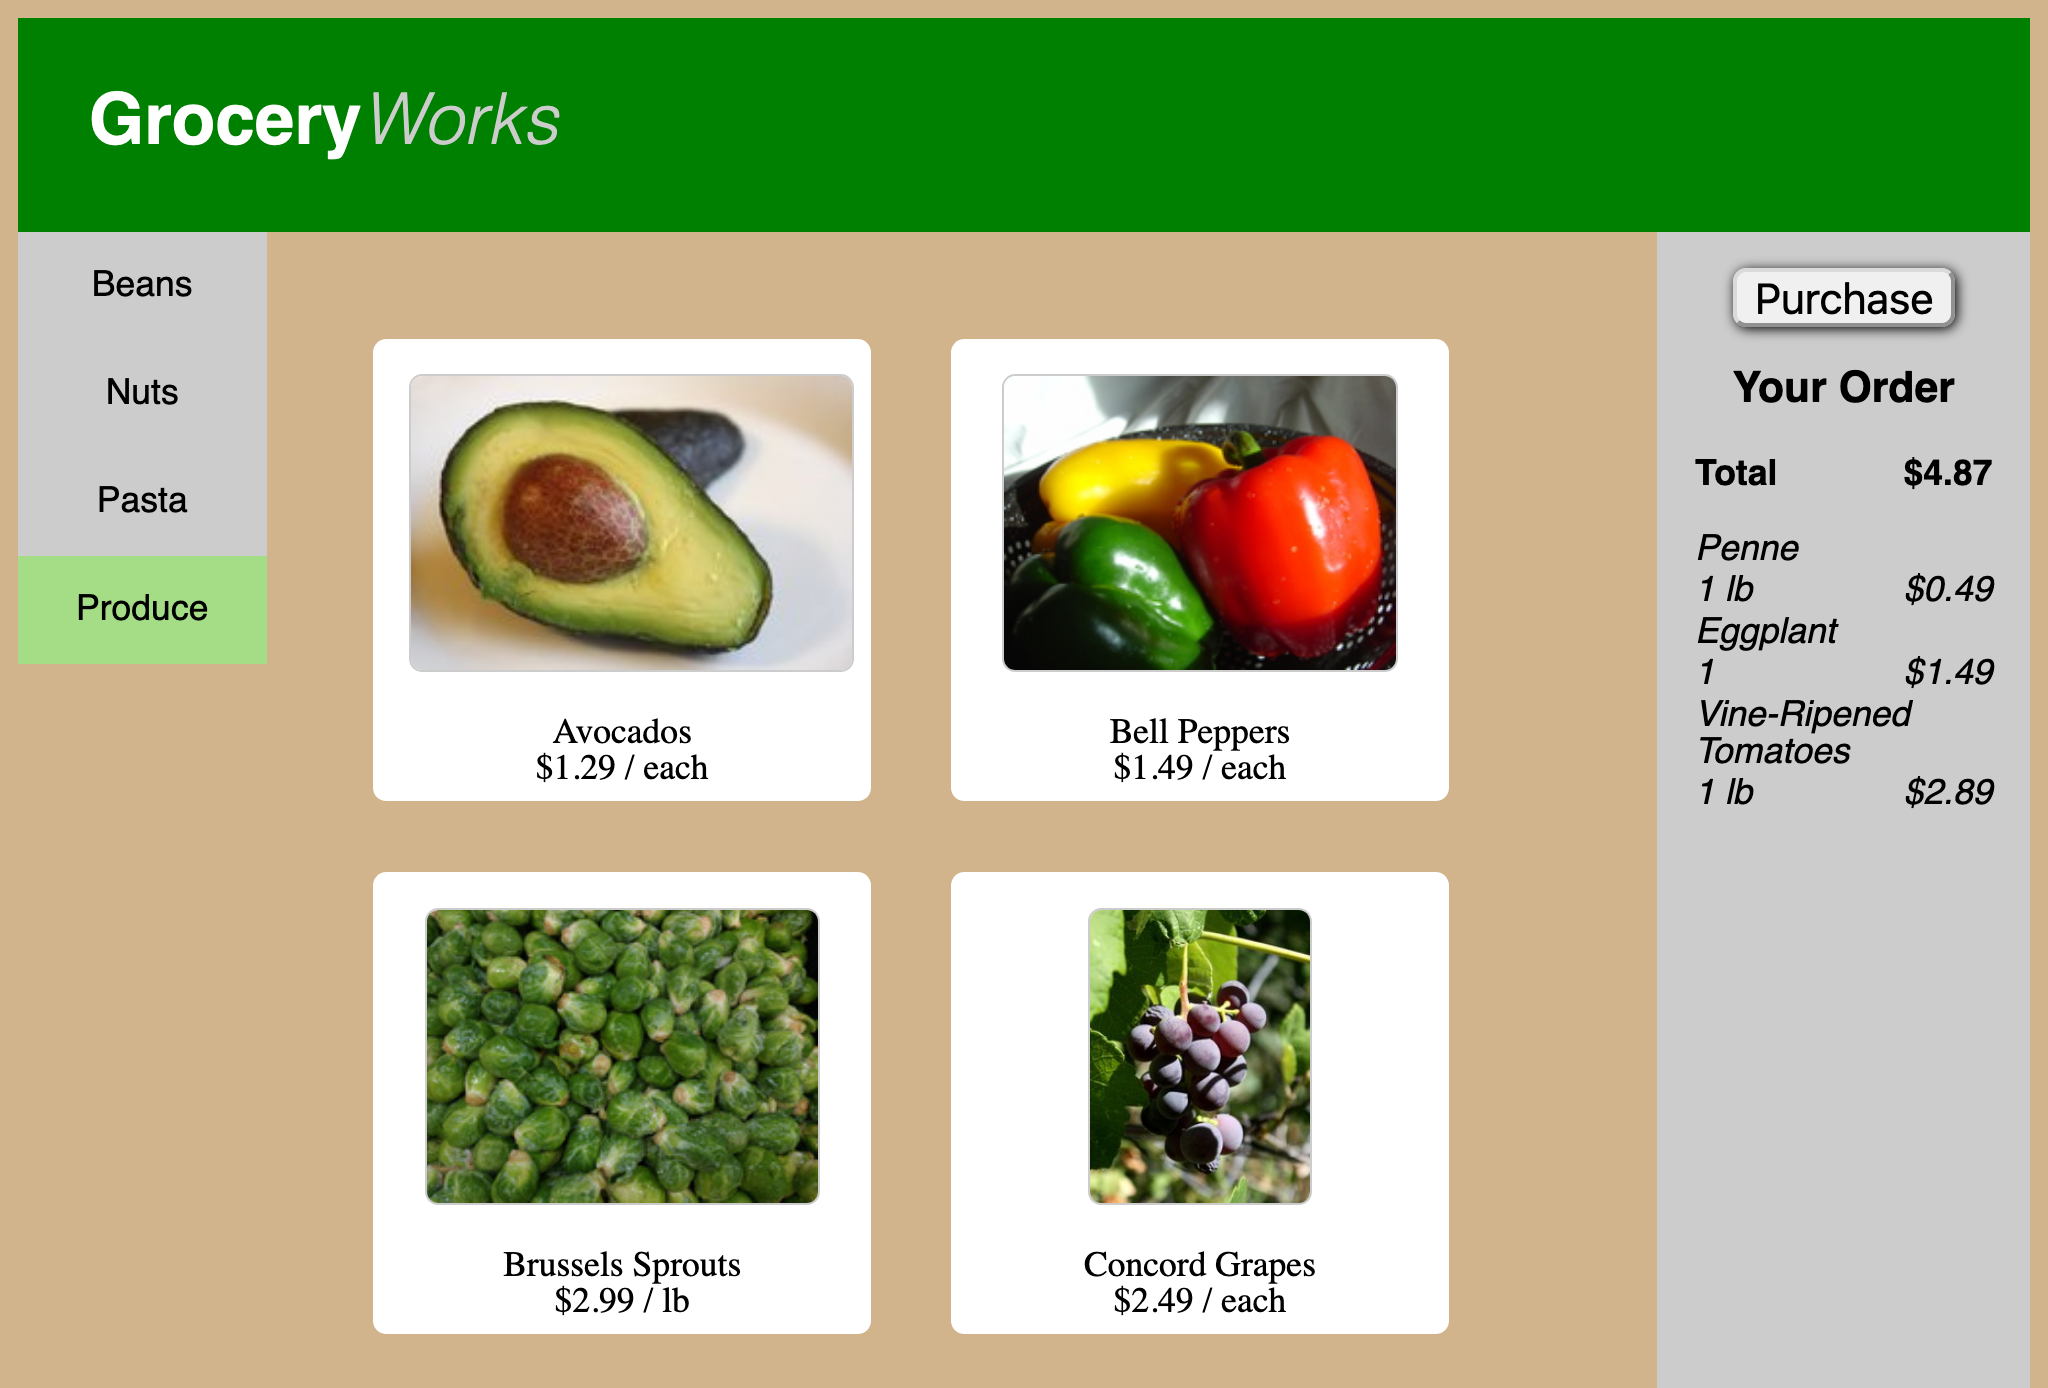 GroceryWorks
Beans
Nuts
Pasta
Produce
Avocados
$1.29 / each
Bell Peppers
$1.49 / each
Brussels Sprouts
$2.99 / lb
Concord Grapes
$2.49 / each
Purchase
Your Order
Total $4.87
Penne
1 lb $0.49
Eggplant
1 $1.49
Vine-Ripened
Tomatoes
1 lb $2.89